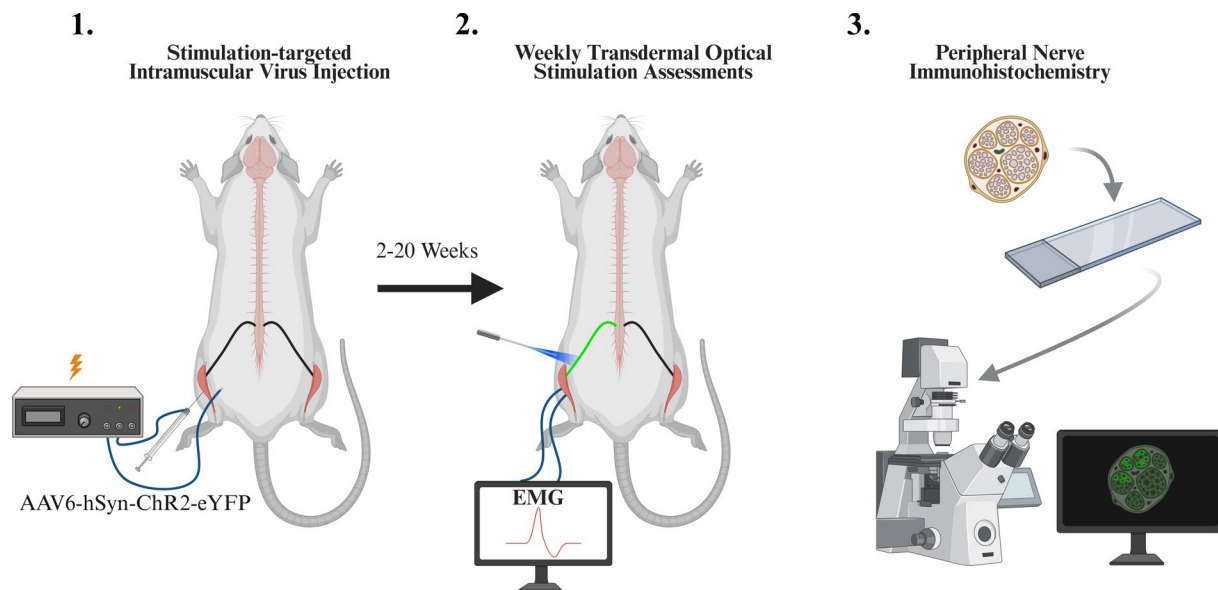 1.
Stimulation-targeted
Intramuscular Virus Injection
AAV6-hSyn-ChR2-eYFP
2-20 Weeks
2.
Weekly Transdermal Optical
Stimulation Assessments
EMG
3.
Peripheral Nerve
Immunohistochemistry